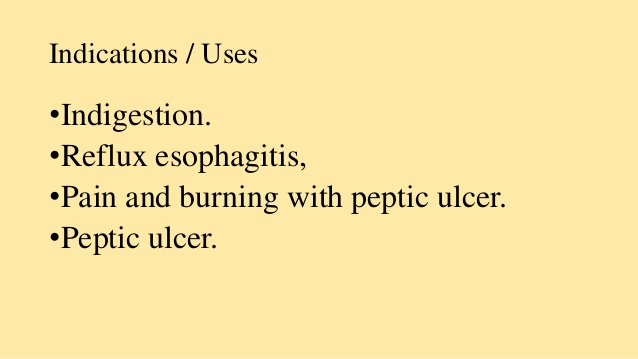 Indications / Uses
•Indigestion.
•Reflux esophagitis,
•Pain and burning with peptic ulcer.
•Peptic ulcer.